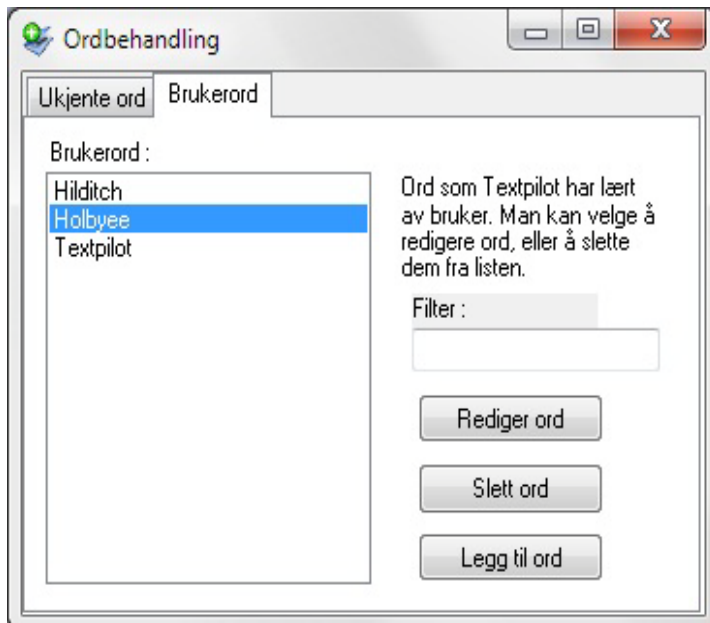 Ordbehandling
Ukjente ord
Brukerord
Brukerord :
Hilditch
Holbyee
Textpilot
Ord som Textpilot har lært
av bruker. Man kan velge å
redigere ord, eller å slette
dem fra listen.
Filter :
Rediger ord
Slett ord
Legg til ord